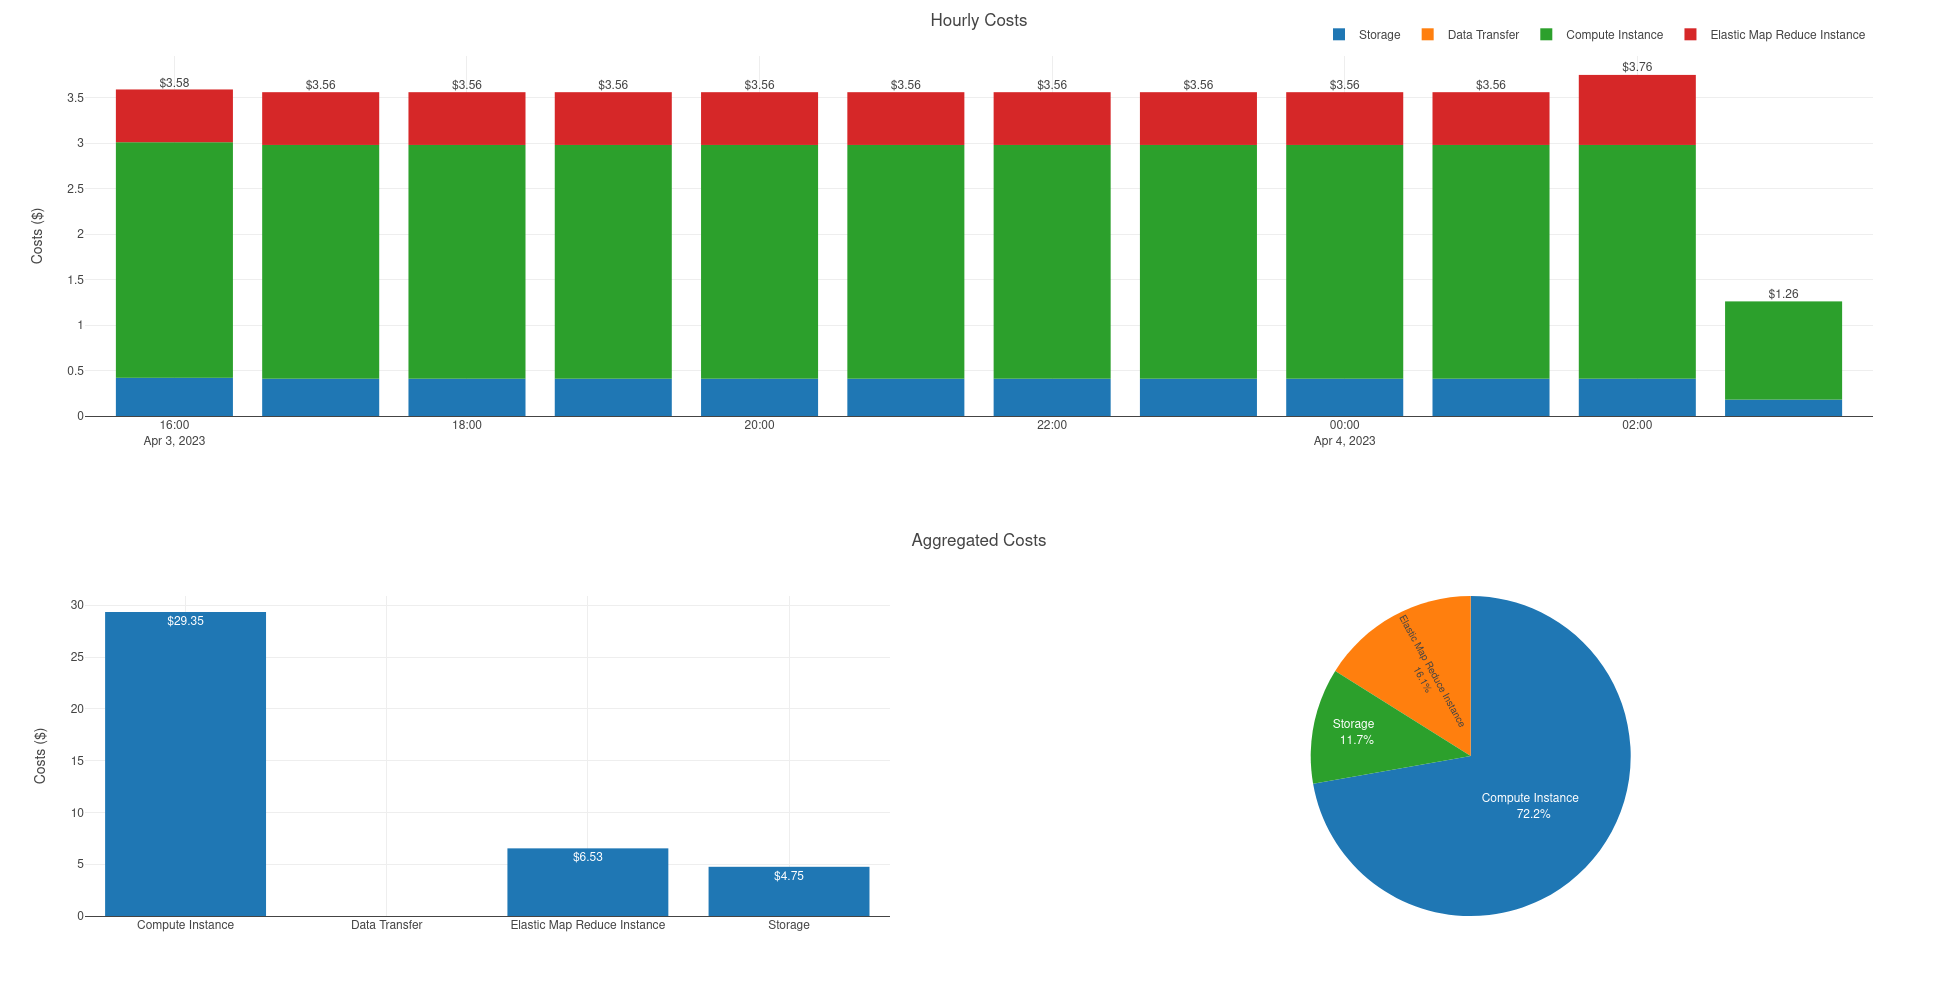 Hourly Costs
Storage Data Transfer Compute Instance Elastic Map Reduce Instance
$3.58 $3.56 $3.56 $3.56 $3.56 $3.56 $3.56 $3.56 $3.56 $3.56 $3.76 $1.26
Costs ($)
3.5
3
2.5
2
1.5
1
0.5
0
16:00 18:00 20:00 22:00 00:00 02:00
Apr 3, 2023 Apr 4, 2023
Aggregated Costs
Costs ($)
30
25
20
15
10
5
0
$29.35 $6.53 $4.75
Compute Instance Data Transfer Elastic Map Reduce Instance Storage
Elastic Map Reduce Instance
16.1%
Storage
11.7%
Compute Instance
72.2%